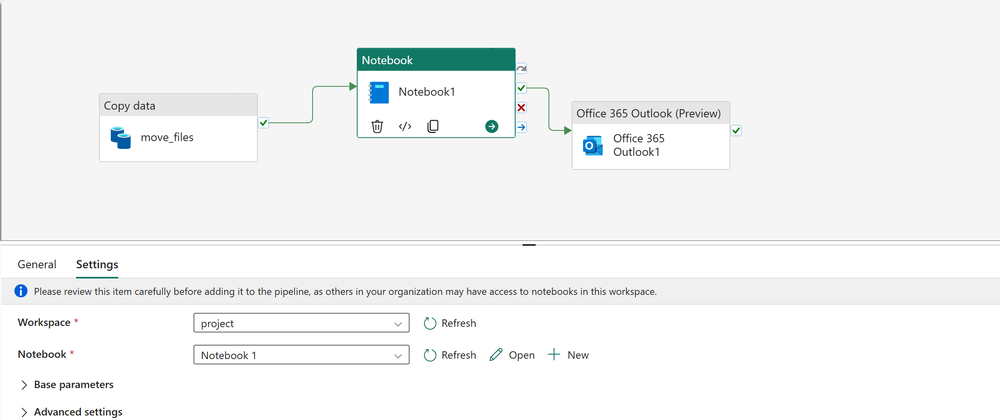 Notebook
Notebook1
Copy data
move_files
Office 365 Outlook (Preview)
Office 365
Outlook1
General
Settings
Please review this item carefully before adding it to the pipeline, as others in your organization may have access to notebooks in this workspace.
Workspace * project Refresh
Notebook * Notebook 1 Refresh Open New
Base parameters
Advanced settings